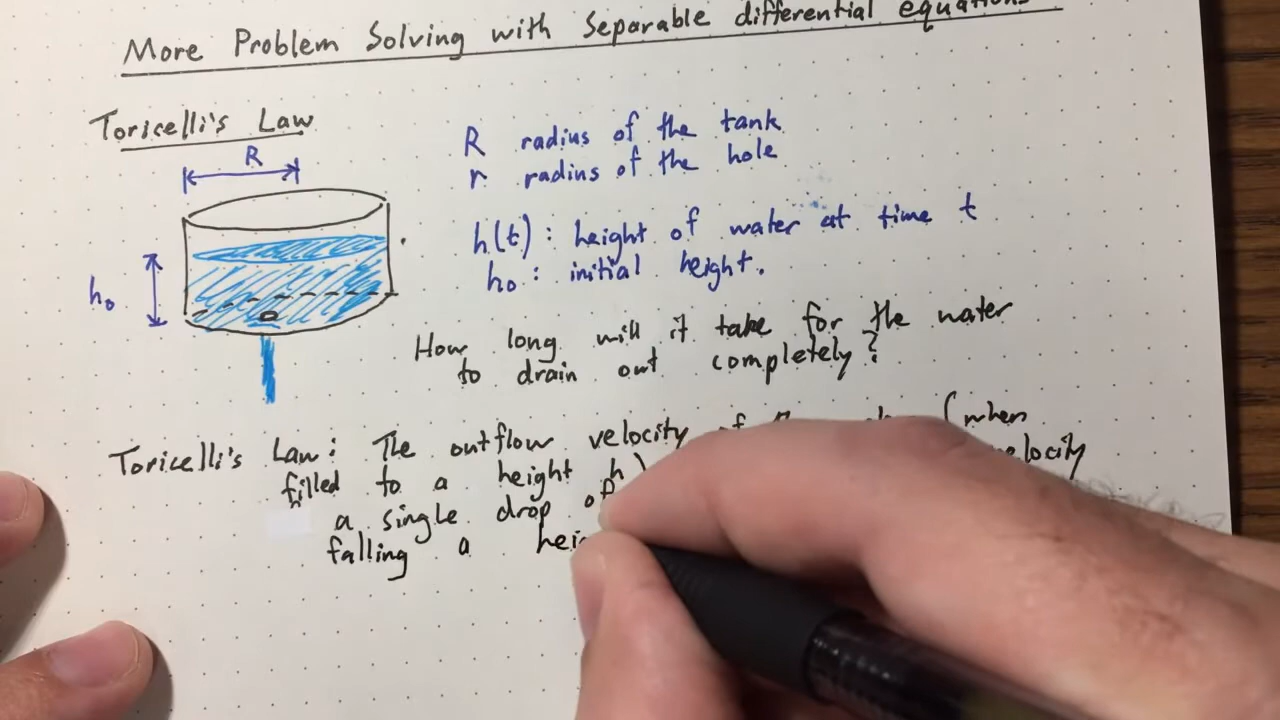 More Problem Solving with Separable differential equations
Toricelli's Law
R
R radius of the tank
r radius of the hole
h(t): height of water at time t
h₀: initial height.
h₀
How long will it take for the water
to drain out completely?
Toricelli's Law: The outflow velocity of (when
filled to a height h)
a single drop of
falling a